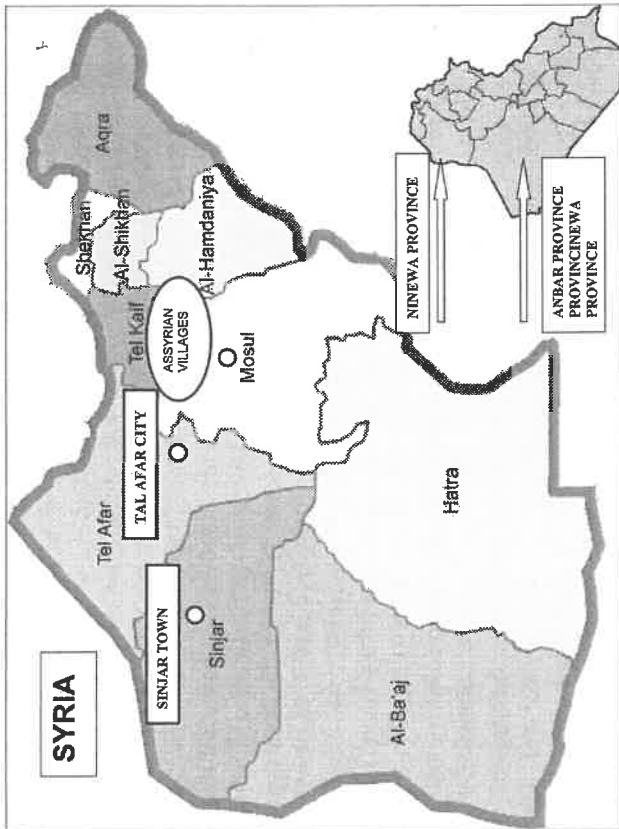 SYRIA
SINJAR TOWN
Sinjar
Al-Ba'aj
Tel Afar
TAL AFAR CITY
Tel Kaif
ASSYRIAN
VILLAGES
Mosul
Shekhan
Al-Shikhan
Al-Hamdaniya
Aqra
Hatra
NINEWA PROVINCE
ANBAR PROVINCE
PROVINCINEWA
PROVINCE